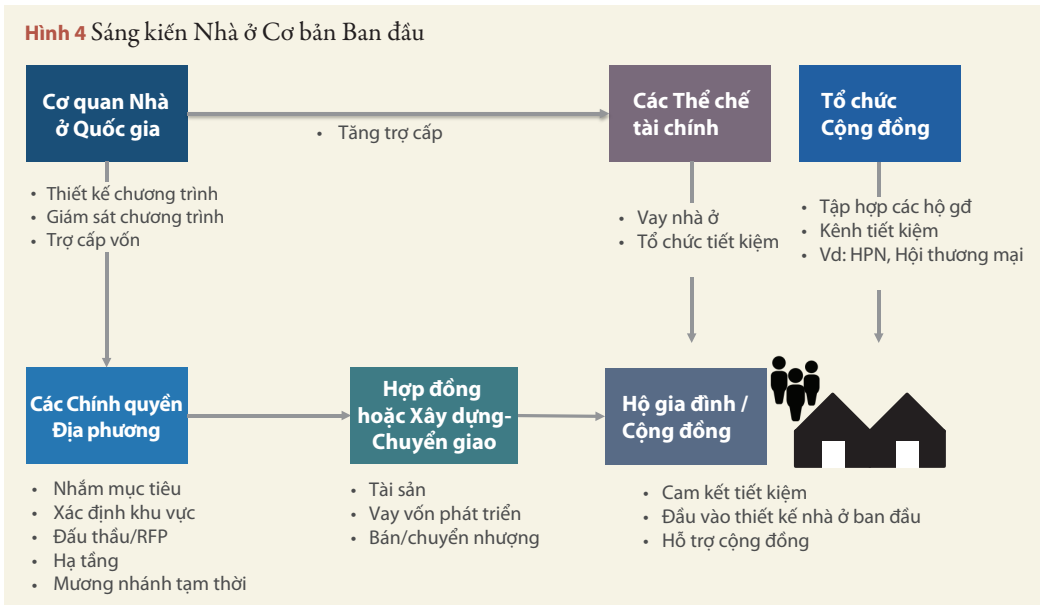 Hình 4 Sáng kiến Nhà ở Cơ bản Ban đầu
Cơ quan Nhà
ở Quốc gia
• Tăng trợ cấp
Các Thể chế
tài chính
Tổ chức
Cộng đồng
• Thiết kế chương trình
• Giám sát chương trình
• Trợ cấp vốn
• Vay nhà ở
• Tổ chức tiết kiệm
• Tập hợp các hộ gđ
• Kênh tiết kiệm
• Vd: HPN, Hội thương mại
Các Chính quyền
Địa phương
Hợp đồng
hoặc Xây dựng-
Chuyển giao
Hộ gia đình /
Cộng đồng
• Nhắm mục tiêu
• Xác định khu vực
• Đấu thầu/RFP
• Hạ tầng
• Mương nhánh tạm thời
• Tài sản
• Vay vốn phát triển
• Bán/chuyển nhượng
• Cam kết tiết kiệm
• Đầu vào thiết kế nhà ở ban đầu
• Hỗ trợ cộng đồng